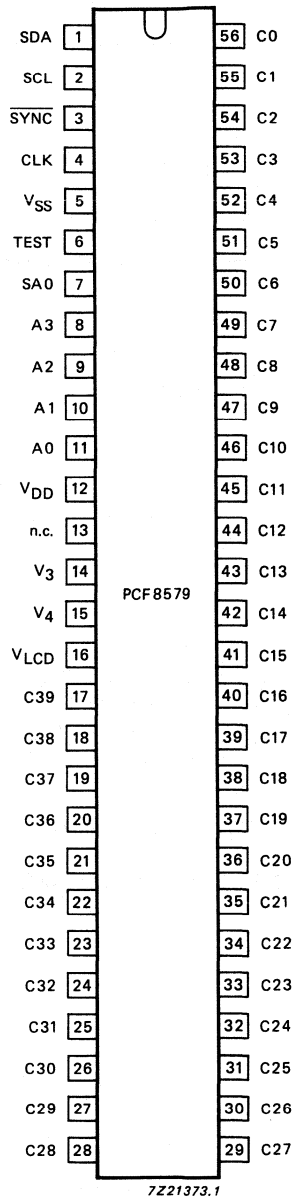 SDA 1 56 C0
SCL 2 55 C1
SYNC 3 54 C2
CLK 4 53 C3
VSS 5 52 C4
TEST 6 51 C5
SA0 7 50 C6
A3 8 49 C7
A2 9 48 C8
A1 10 47 C9
A0 11 46 C10
VDD 12 45 C11
n.c. 13 44 C12
V3 14 43 C13
PCF8579
V4 15 42 C14
VLCD 16 41 C15
C39 17 40 C16
C38 18 39 C17
C37 19 38 C18
C36 20 37 C19
C35 21 36 C20
C34 22 35 C21
C33 23 34 C22
C32 24 33 C23
C31 25 32 C24
C30 26 31 C25
C29 27 30 C26
C28 28 29 C27
7Z21373.1